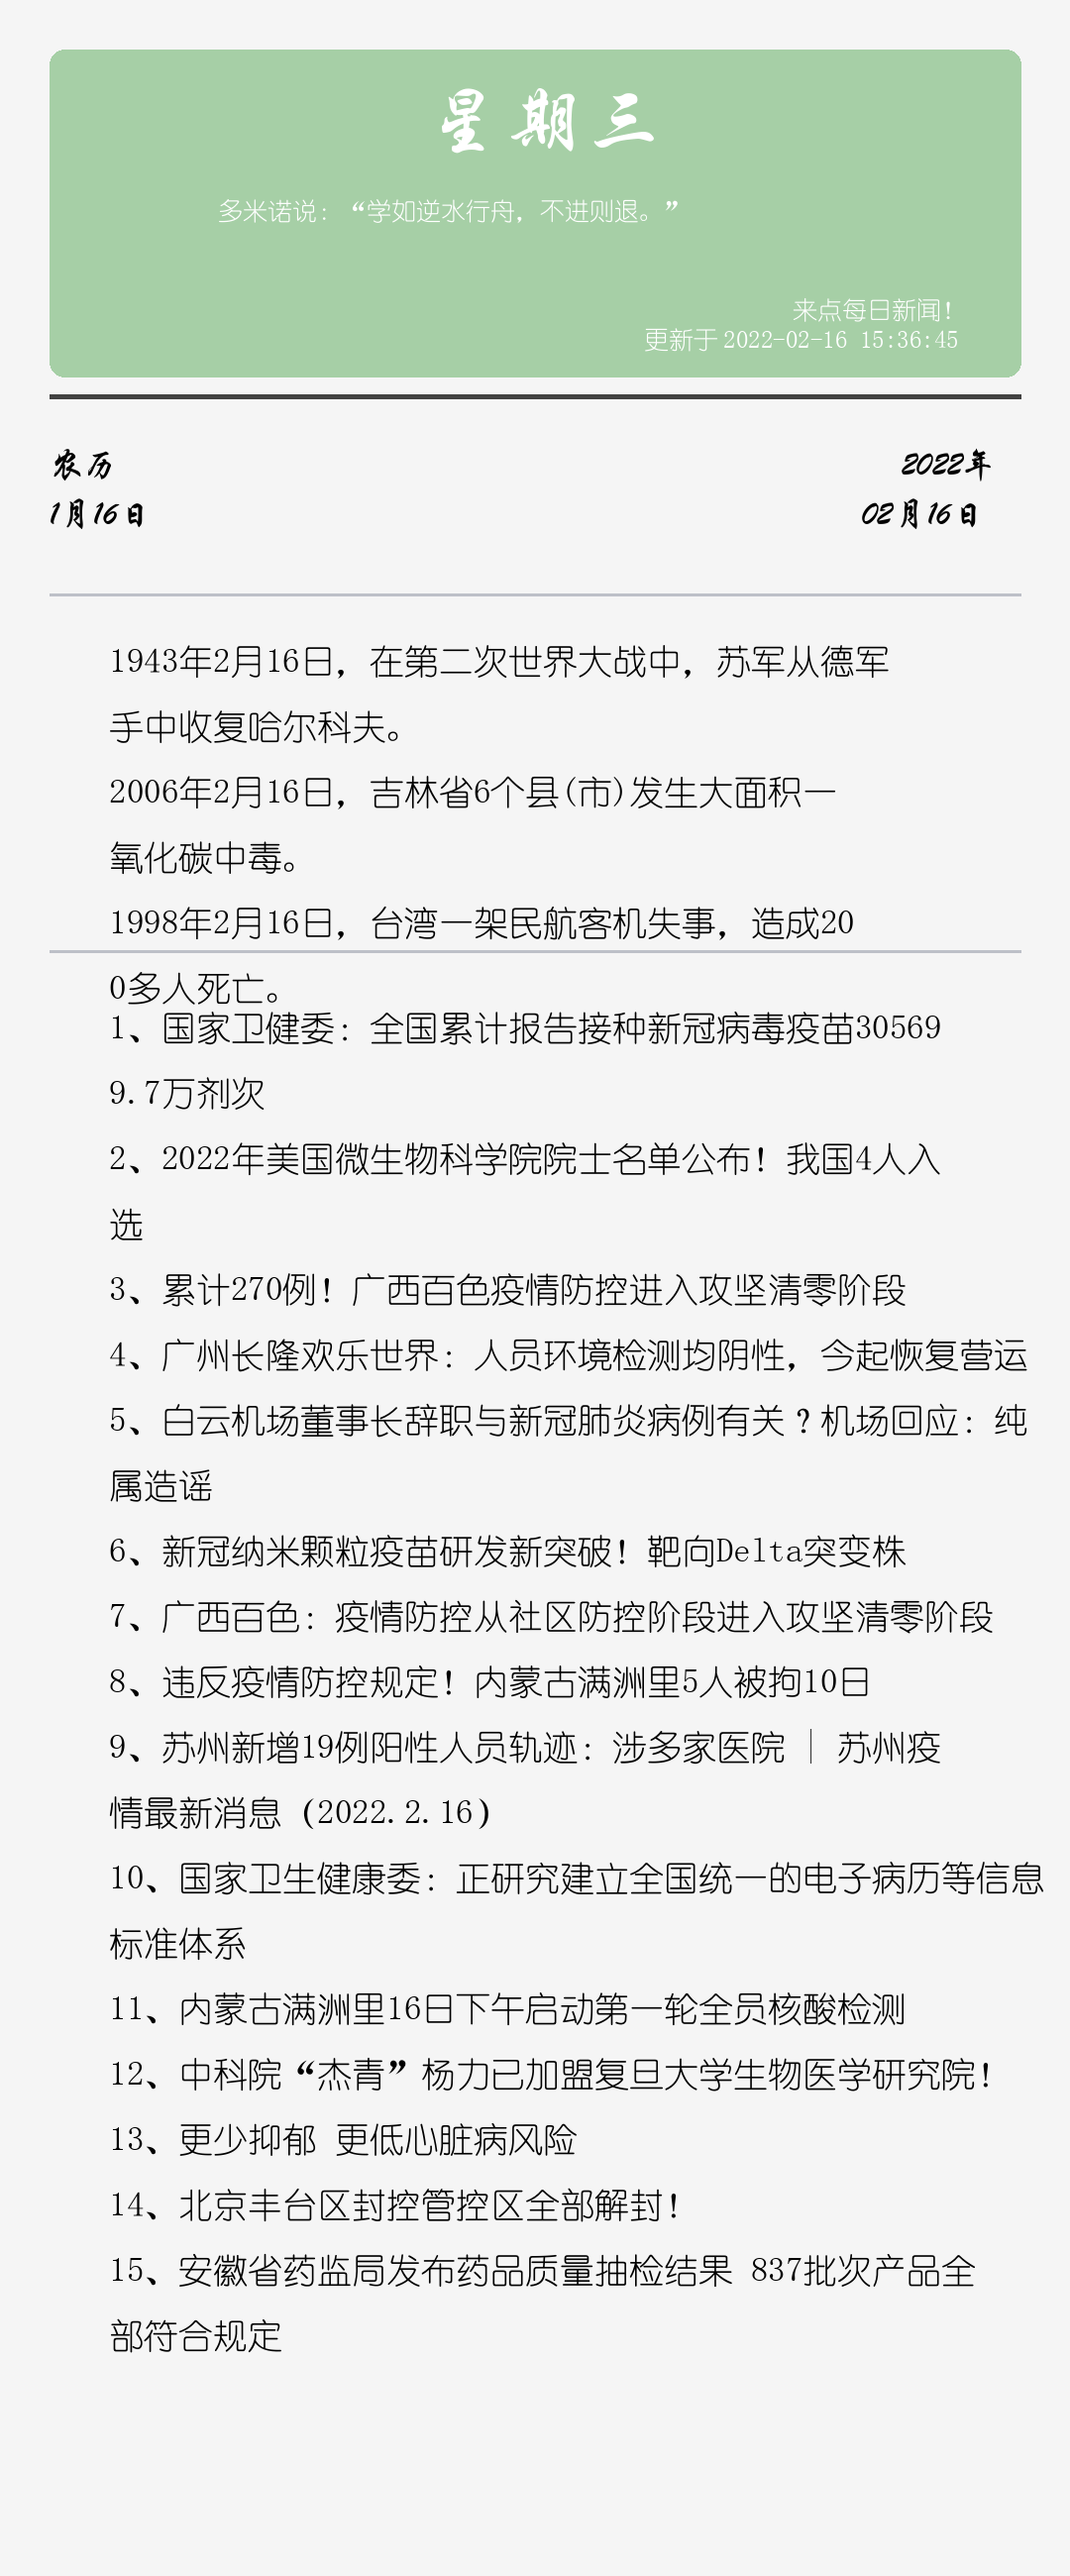 星期三
多米诺说：“学如逆水行舟，不进则退。”
来点每日新闻！
更新于 2022-02-16 15:36:45
农历
2022年
1月16日
02月16日
1943年2月16日，在第二次世界大战中，苏军从德军
手中收复哈尔科夫。
2006年2月16日，吉林省6个县(市)发生大面积一
氧化碳中毒。
1998年2月16日，台湾一架民航客机失事，造成20
0多人死亡。
1、国家卫健委：全国累计报告接种新冠病毒疫苗30569
9.7万剂次
2、2022年美国微生物科学院院士名单公布！我国4人入
选
3、累计270例！广西百色疫情防控进入攻坚清零阶段
4、广州长隆欢乐世界：人员环境检测均阴性，今起恢复营运
5、白云机场董事长辞职与新冠肺炎病例有关？机场回应：纯
属造谣
6、新冠纳米颗粒疫苗研发新突破！靶向Delta突变株
7、广西百色：疫情防控从社区防控阶段进入攻坚清零阶段
8、违反疫情防控规定！内蒙古满洲里5人被拘10日
9、苏州新增19例阳性人员轨迹：涉多家医院 | 苏州疫
情最新消息（2022.2.16）
10、国家卫生健康委：正研究建立全国统一的电子病历等信息
标准体系
11、内蒙古满洲里16日下午启动第一轮全员核酸检测
12、中科院“杰青”杨力已加盟复旦大学生物医学研究院！
13、更少抑郁 更低心脏病风险
14、北京丰台区封控管控区全部解封！
15、安徽省药监局发布药品质量抽检结果 837批次产品全
部符合规定